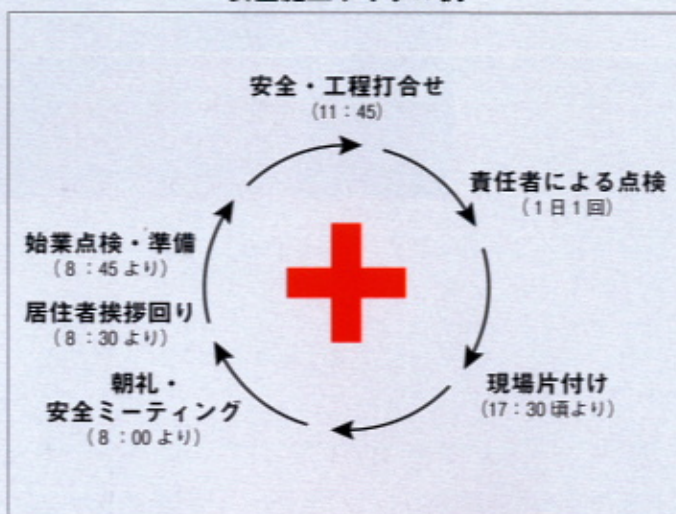 安全・工程打合せ
(11：45)
責任者による点検
(1日1回)
始業点検・準備
(8：45より)
居住者挨拶回り
(8：30より)
朝礼・
安全ミーティング
(8：00より)
現場片付け
(17：30頃より)